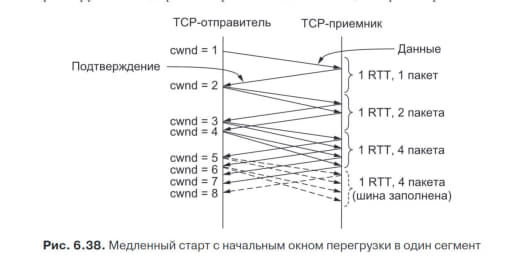 TCP-отправитель
TCP-приемник
cwnd = 1
Данные
Подтверждение
1 RTT, 1 пакет
cwnd = 2
1 RTT, 2 пакета
cwnd = 3
cwnd = 4
1 RTT, 4 пакета
cwnd = 5
cwnd = 6
1 RTT, 4 пакета
cwnd = 7
(шина заполнена)
cwnd = 8
Рис. 6.38. Медленный старт с начальным окном перегрузки в один сегмент